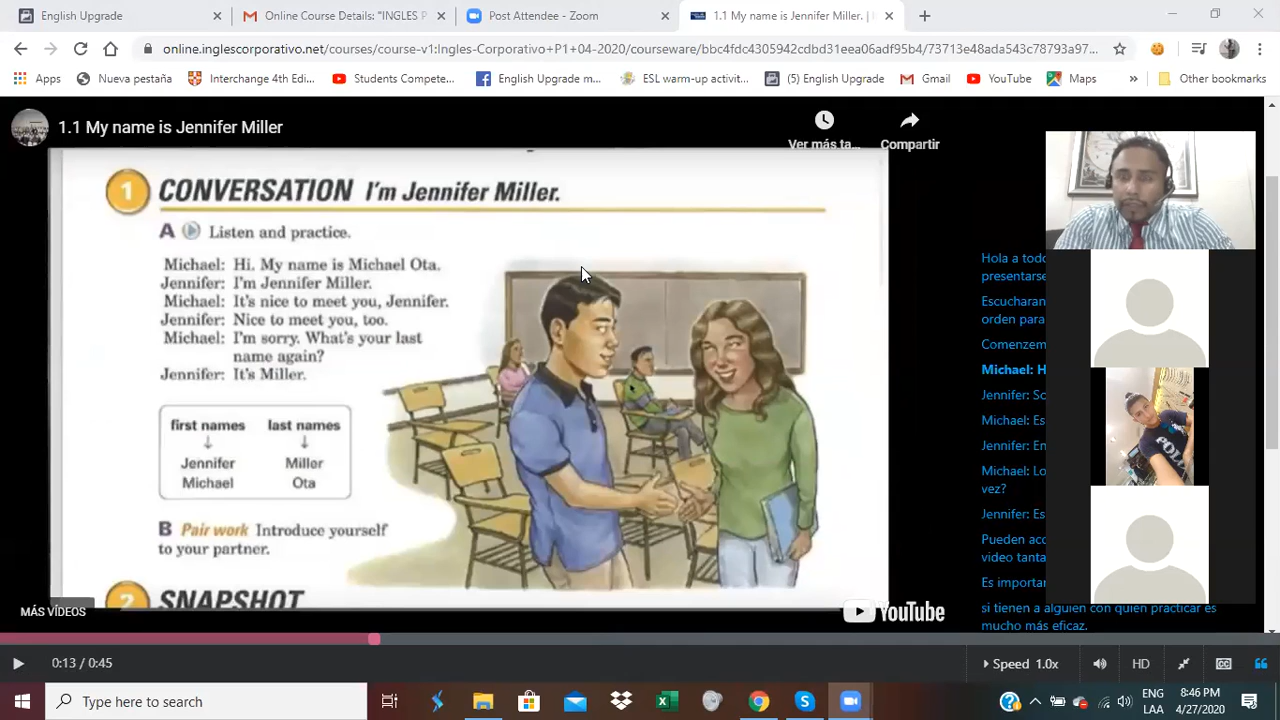 English Upgrade
Online Course Details: "INGLES P
Post Attendee - Zoom
1.1 My name is Jennifer Miller. |
online.inglescorporativo.net/courses/course-v1:Ingles-Corporativo+P1+04-2020/courseware/bbc4fdc4305942cdbd31eea06adf95b4/73713e48ada543c78793a97...
Apps
Nueva pestaña
Interchange 4th Edi...
Students Compete...
English Upgrade m...
ESL warm-up activit...
(5) English Upgrade
Gmail
YouTube
Maps
»
Other bookmarks
1.1 My name is Jennifer Miller
Ver más ta...
Compartir
1 CONVERSATION I'm Jennifer Miller.
A Listen and practice.
Michael: Hi. My name is Michael Ota.
Jennifer: I'm Jennifer Miller.
Michael: It's nice to meet you, Jennifer.
Jennifer: Nice to meet you, too.
Michael: I'm sorry. What's your last
name again?
Jennifer: It's Miller.
first names last names
Jennifer Miller
Michael Ota
B Pair work Introduce yourself
to your partner.
2 SNAPSHOT
MÁS VÍDEOS
YouTube
Hola a todo
presentarse
Escucharan
orden para
Comenzem
Michael: H
Jennifer: So
Michael: Es
Jennifer: En
Michael: Lo
vez?
Jennifer: Es
Pueden aco
video tanta
Es importan
si tienen a alguien con quien practicar es
mucho más eficaz.
0:13 / 0:45
Speed 1.0x
HD
Type here to search
ENG
LAA
8:46 PM
4/27/2020